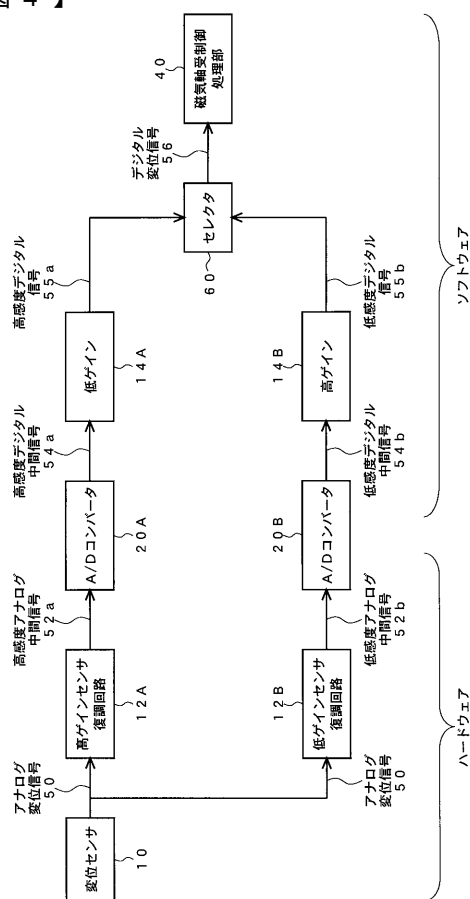 図 4 】
変位センサ
10
アナログ
変位信号
50
高ゲインセンサ
復調回路
12A
高感度アナログ
中間信号
52a
A/Dコンバータ
20A
高感度デジタル
中間信号
54a
低ゲイン
14A
高感度デジタル
信号
55a
アナログ
変位信号
50
低ゲインセンサ
復調回路
12B
低感度アナログ
中間信号
52b
A/Dコンバータ
20B
低感度デジタル
中間信号
54b
高ゲイン
14B
低感度デジタル
信号
55b
セレクタ
60
デジタル
変位信号
56
磁気軸受制御
処理部
40
ハードウェア
ソフトウェア